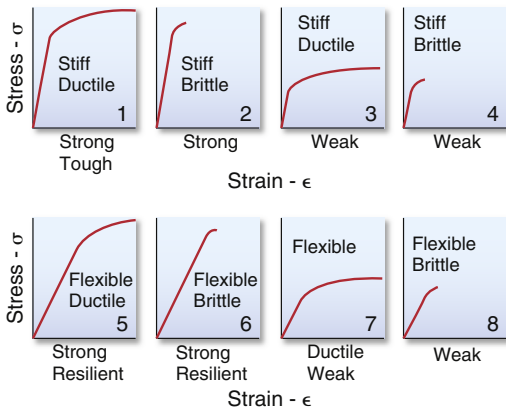 Stress - σ
Stiff
Ductile
1
Strong
Tough
Stiff
Brittle
2
Strong
Stiff
Ductile
3
Weak
Stiff
Brittle
4
Weak
Strain - ϵ
Stress - σ
Flexible
Ductile
5
Strong
Resilient
Flexible
Brittle
6
Strong
Resilient
Flexible
7
Ductile
Weak
Flexible
Brittle
8
Weak
Strain - ϵ